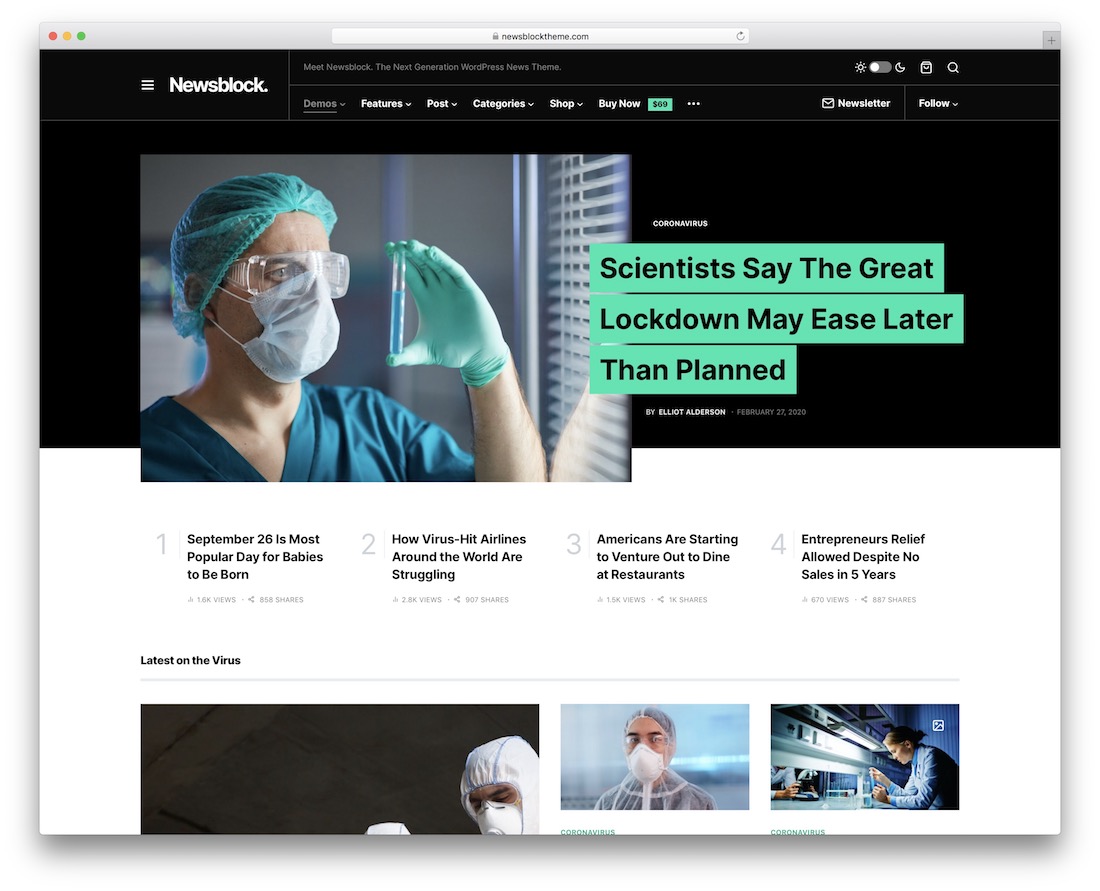 newsblocktheme.com
Newsblock.
Meet Newsblock. The Next Generation WordPress News Theme.
Demos Features Post Categories Shop Buy Now $69 Newsletter Follow
CORONAVIRUS
Scientists Say The Great
Lockdown May Ease Later
Than Planned
BY ELLIOT ALDERSON · FEBRUARY 27, 2020
1
September 26 Is Most
Popular Day for Babies
to Be Born
1.6K VIEWS · 858 SHARES
2
How Virus-Hit Airlines
Around the World Are
Struggling
2.8K VIEWS · 907 SHARES
3
Americans Are Starting
to Venture Out to Dine
at Restaurants
1.5K VIEWS · 1K SHARES
4
Entrepreneurs Relief
Allowed Despite No
Sales in 5 Years
670 VIEWS · 887 SHARES
Latest on the Virus
CORONAVIRUS
CORONAVIRUS